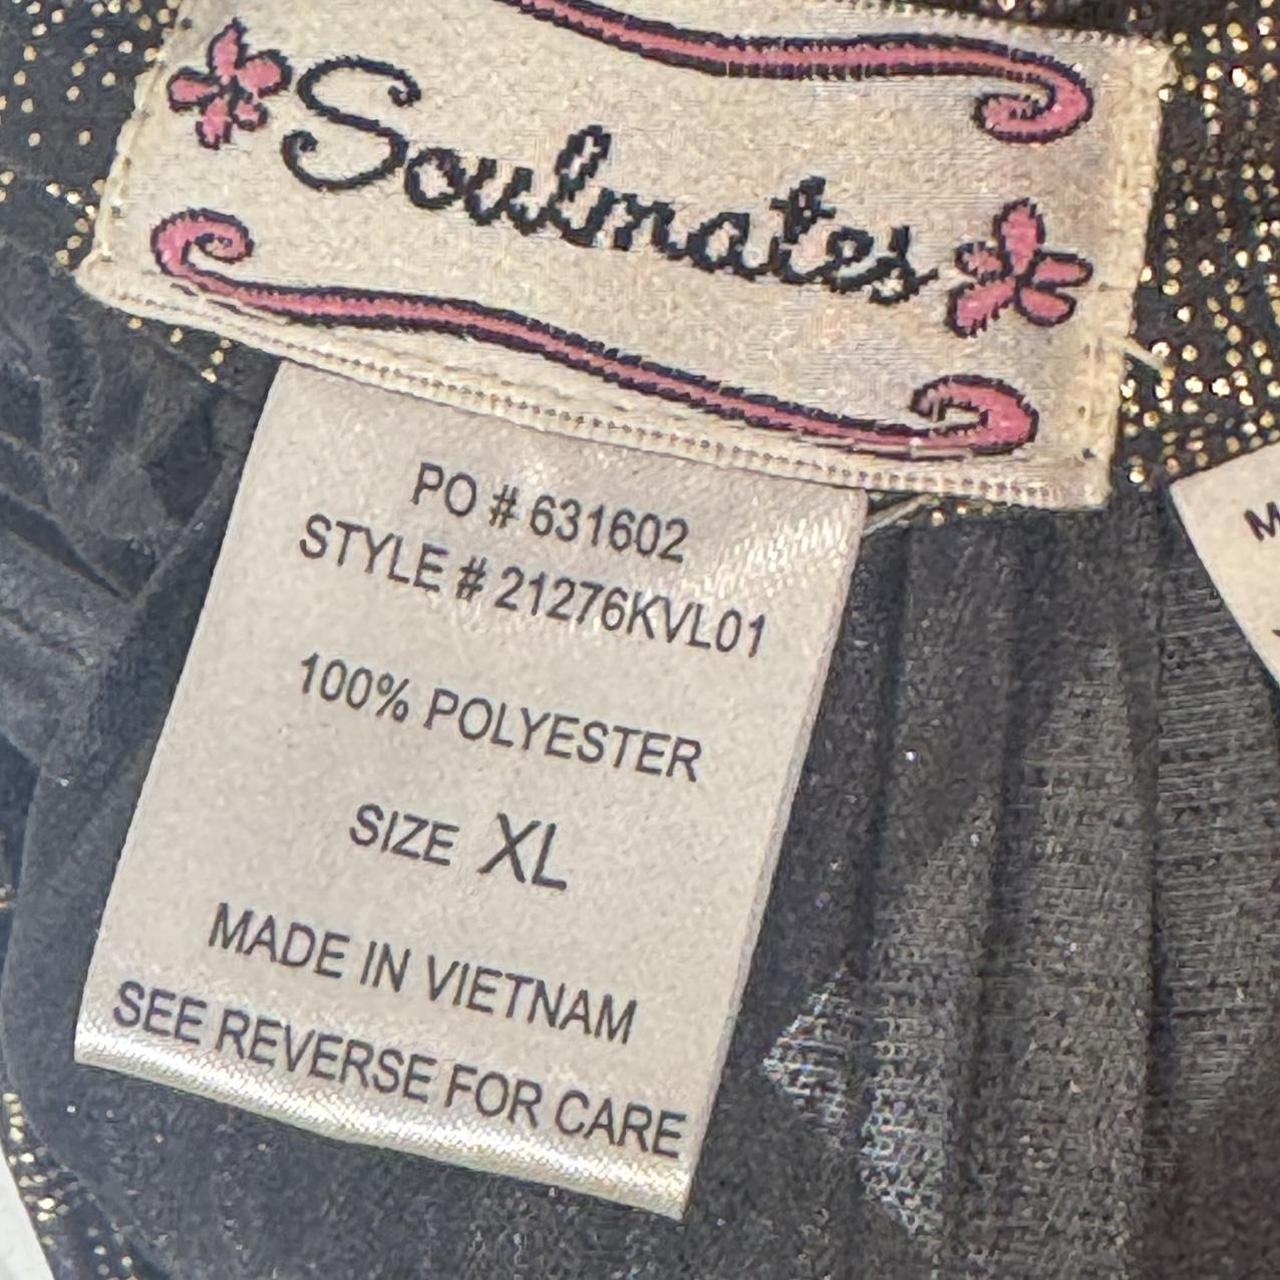 Soulmates
PO # 631602
STYLE # 21276KVL01
100% POLYESTER
SIZE XL
MADE IN VIETNAM
SEE REVERSE FOR CARE